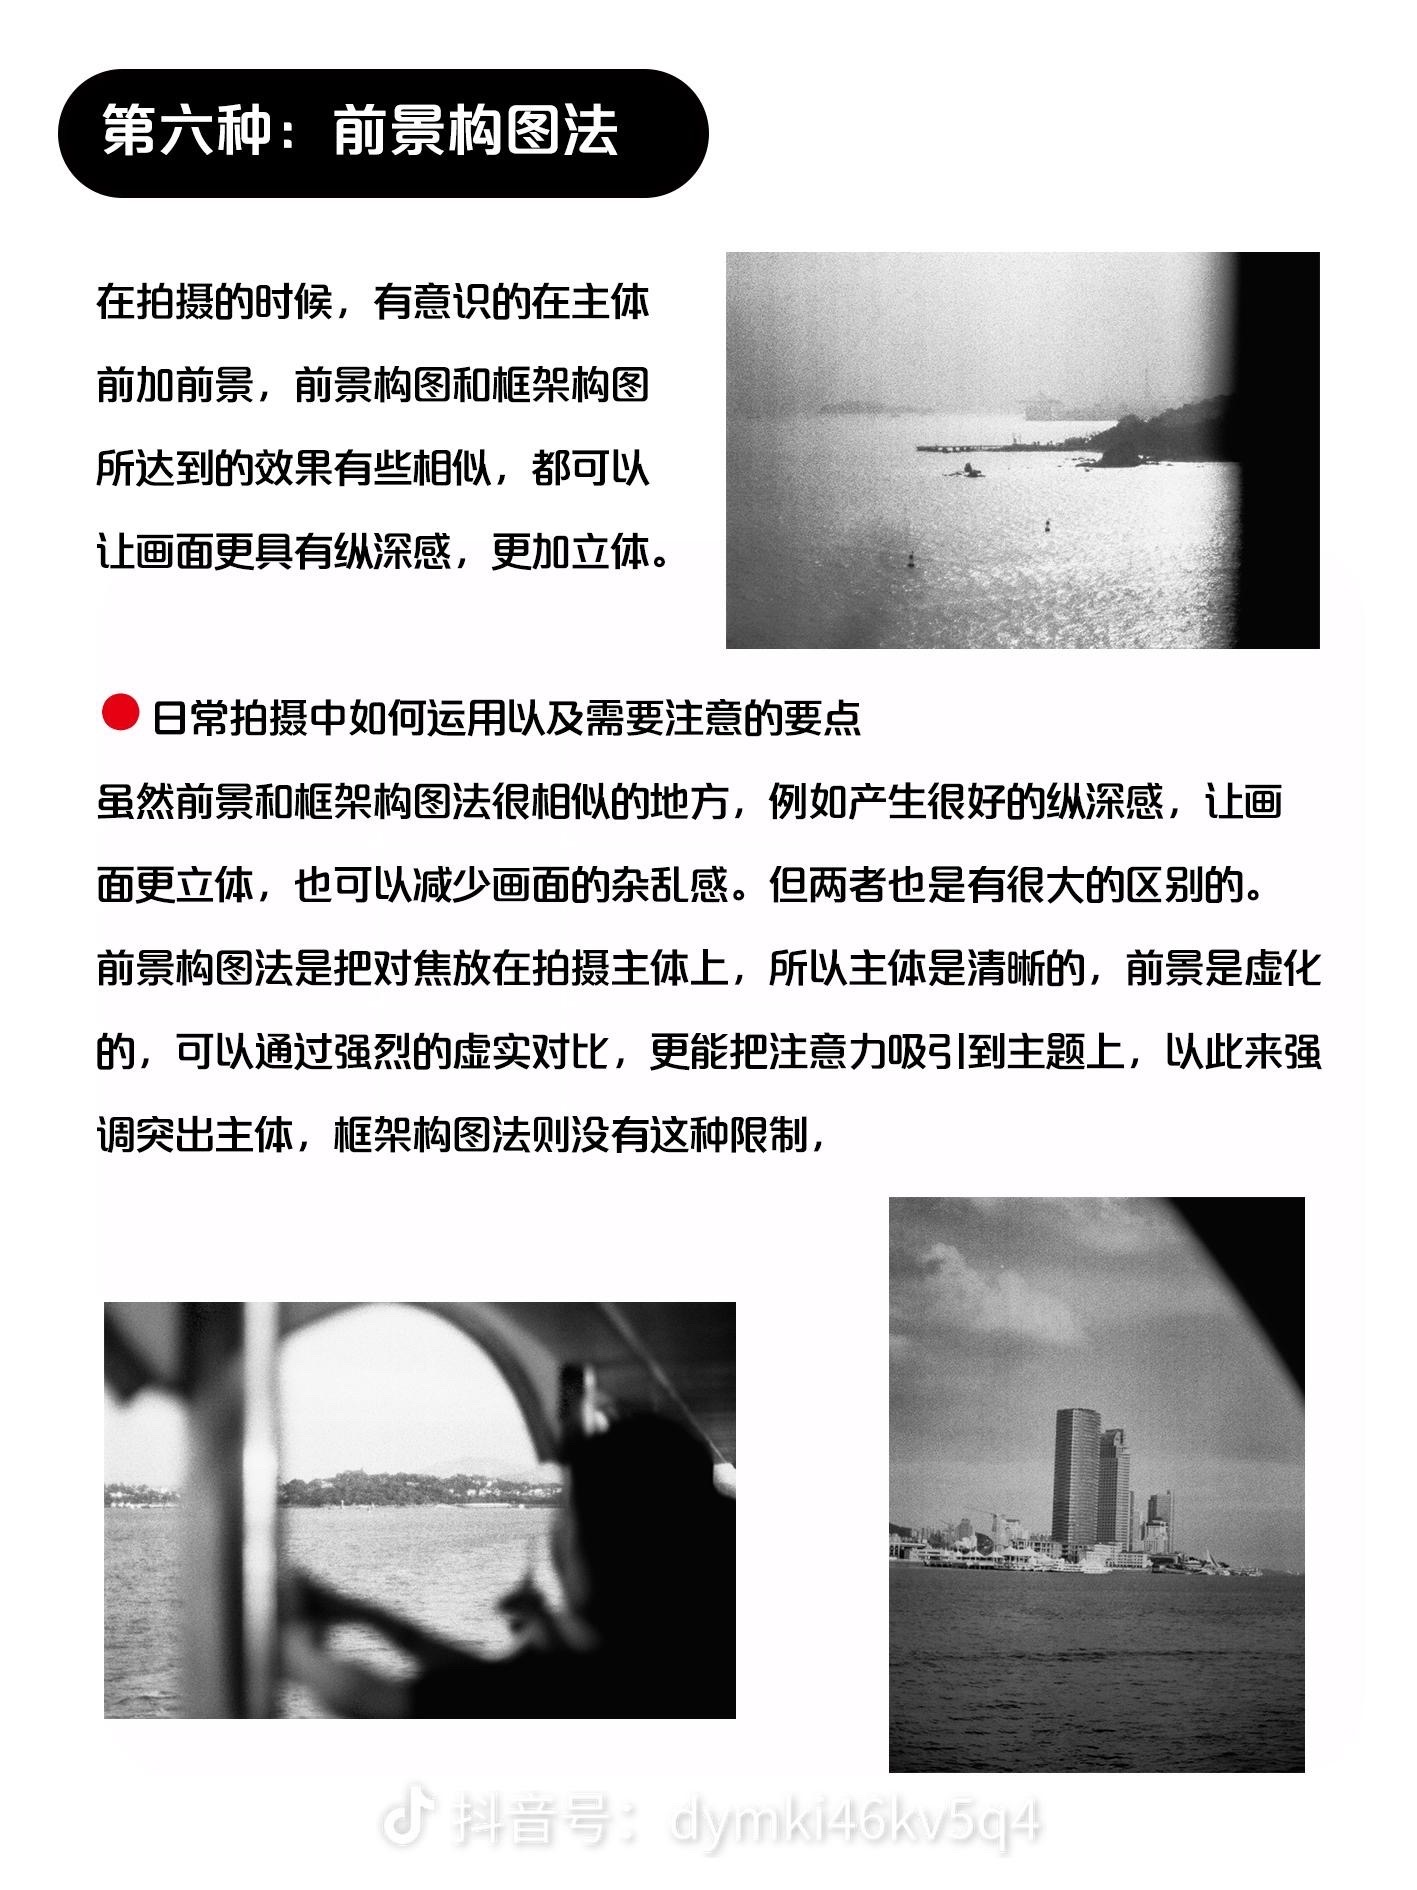 第六种：前景构图法
在拍摄的时候，有意识的在主体
前加前景，前景构图和框架构图
所达到的效果有些相似，都可以
让画面更具有纵深感，更加立体。
日常拍摄中如何运用以及需要注意的要点
虽然前景和框架构图法很相似的地方，例如产生很好的纵深感，让画
面更立体，也可以减少画面的杂乱感。但两者也是有很大的区别的。
前景构图法是把对焦放在拍摄主体上，所以主体是清晰的，前景是虚化
的，可以通过强烈的虚实对比，更能把注意力吸引到主题上，以此来强
调突出主体，框架构图法则没有这种限制，
抖音号：dymki46kv5q4